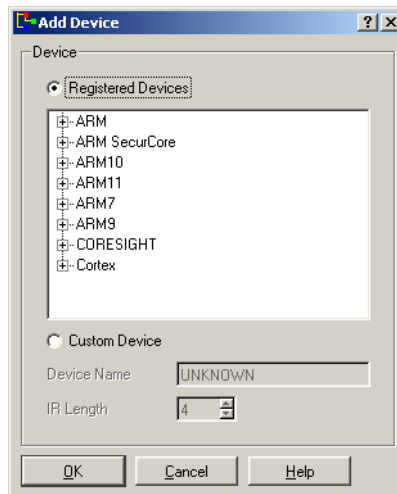 Add Device
Device
Registered Devices
ARM
ARM SecurCore
ARM10
ARM11
ARM7
ARM9
CORESIGHT
Cortex
Custom Device
Device Name UNKNOWN
IR Length 4
OK Cancel Help